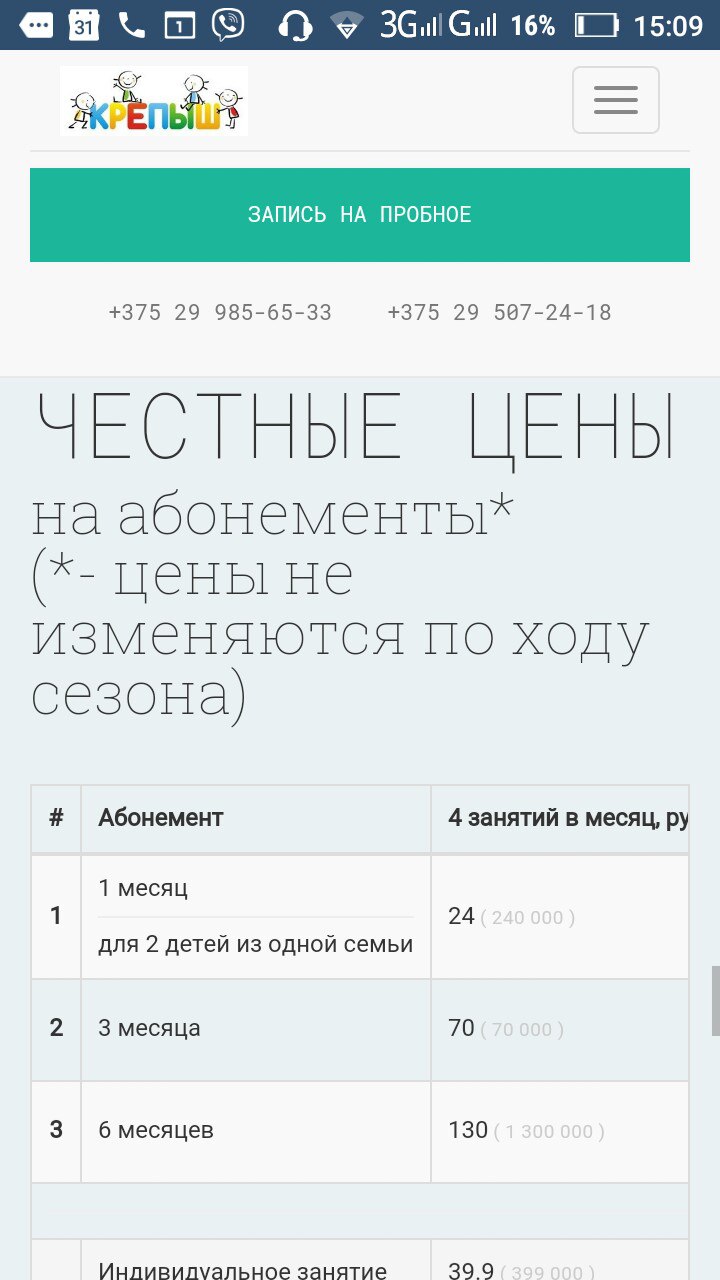 31 1 3G G 16% 15:09
КРЕПЫШ
ЗАПИСЬ НА ПРОБНОЕ
+375 29 985-65-33 +375 29 507-24-18
ЧЕСТНЫЕ ЦЕНЫ
на абонементы*
(*- цены не
изменяются по ходу
сезона)
# Абонемент 4 занятий в месяц, ру
1 1 месяц 24 ( 240 000 )
для 2 детей из одной семьи
2 3 месяца 70 ( 70 000 )
3 6 месяцев 130 ( 1 300 000 )
Индивидуальное занятие 39.9 ( 399 000 )